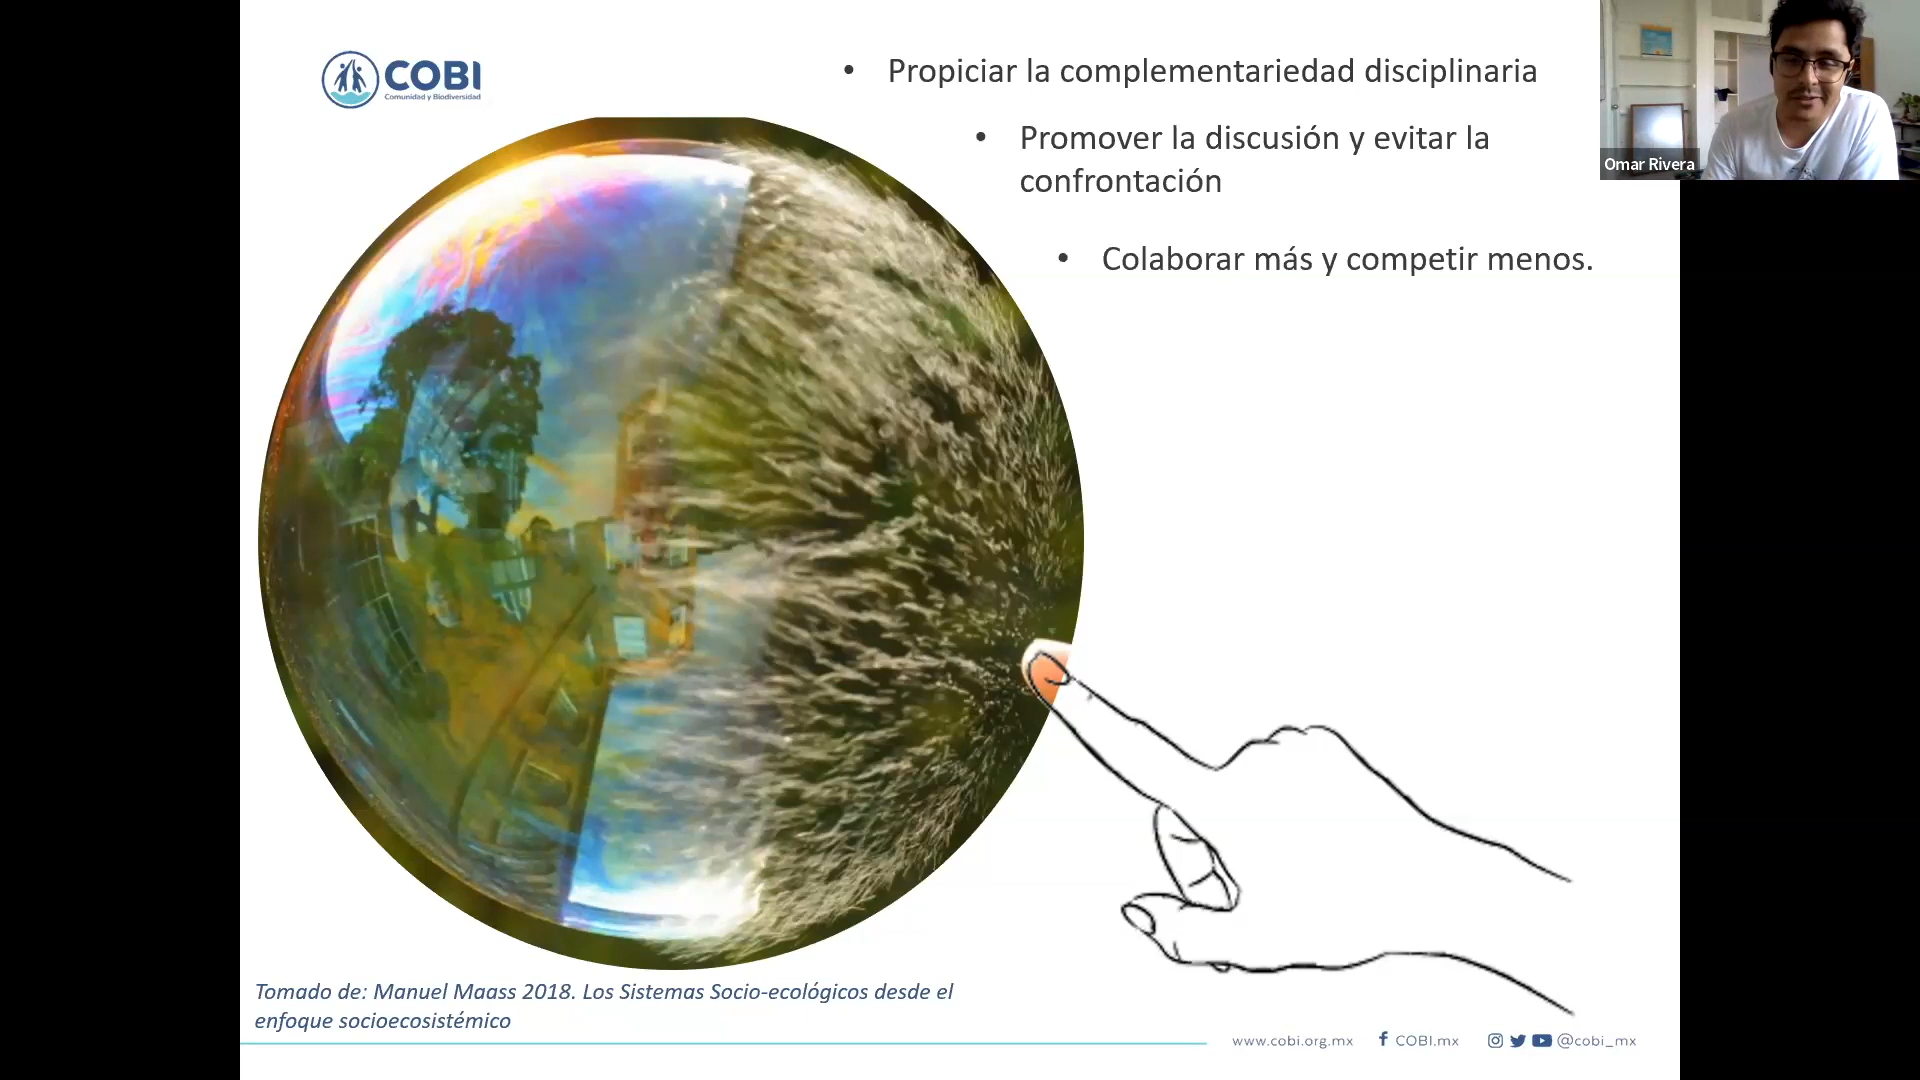 COBI
Comunidad y Biodiversidad
• Propiciar la complementariedad disciplinaria
• Promover la discusión y evitar la
confrontación
• Colaborar más y competir menos.
Omar Rivera
Tomado de: Manuel Maass 2018. Los Sistemas Socio-ecológicos desde el
enfoque socioecosistémico
www.cobi.org.mx COBI.mx @cobi_mx